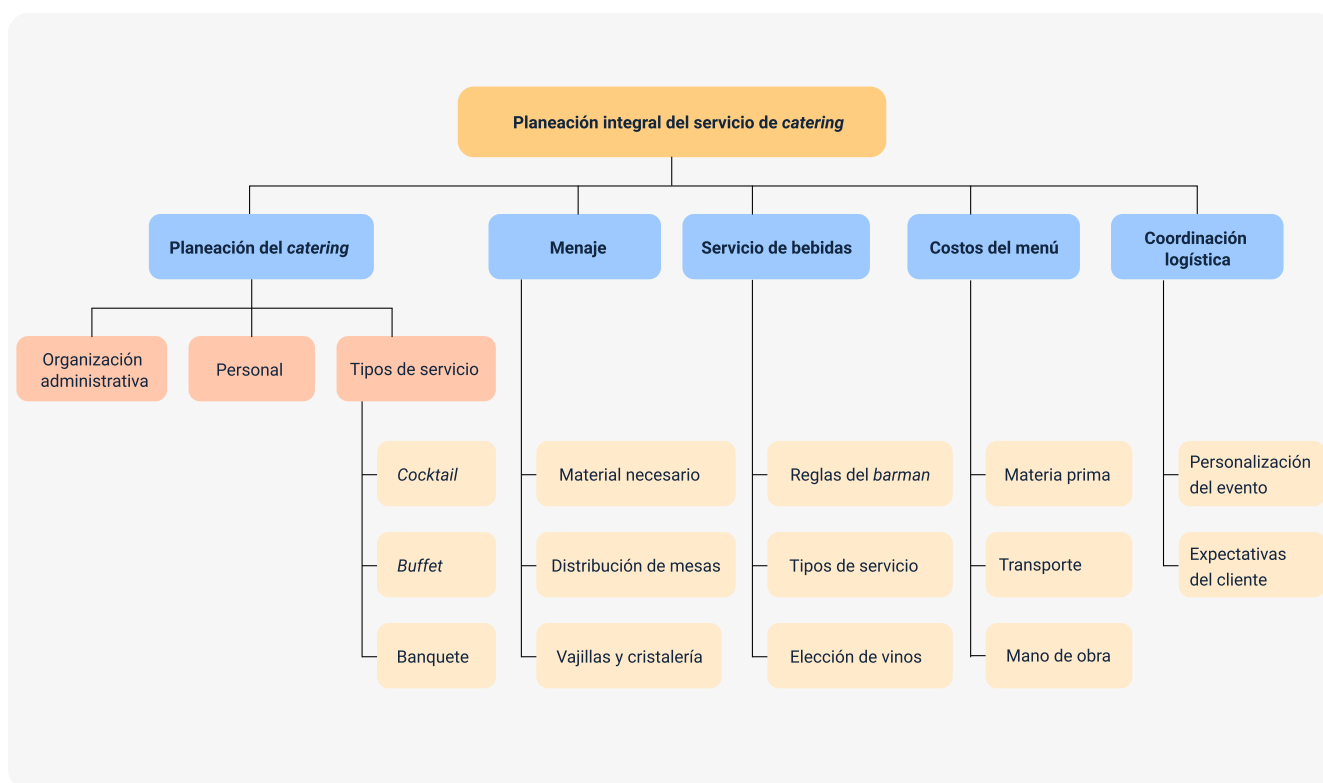 Planeación integral del servicio de catering
Planeación del catering
Menaje
Servicio de bebidas
Costos del menú
Coordinación
logística
Organización
administrativa
Personal
Tipos de servicio
Cocktail
Buffet
Banquete
Material necesario
Distribución de mesas
Vajillas y cristalería
Reglas del barman
Tipos de servicio
Elección de vinos
Materia prima
Transporte
Mano de obra
Personalización
del evento
Expectativas
del cliente